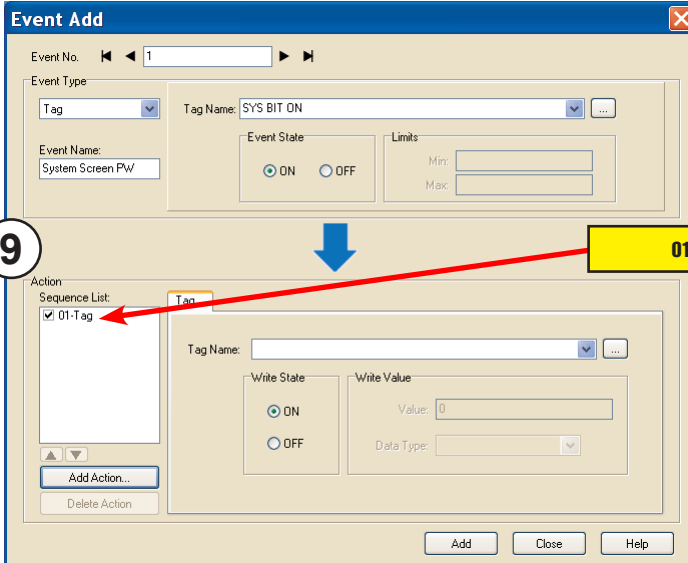 Event Add
Event No. 1
Event Type
Tag
Tag Name: SYS BIT ON ...
Event Name:
System Screen PW
Event State
ON OFF
Limits
Min:
Max:
9
01
Action
Sequence List:
01-Tag
Tag
Tag Name: ...
Write State
ON
OFF
Write Value
Value: 0
Data Type:
Add Action...
Delete Action
Add Close Help